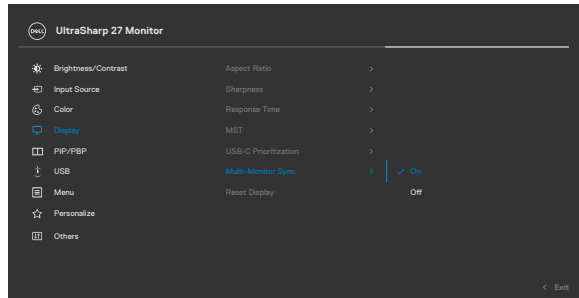 DELL UltraSharp 27 Monitor
Brightness/Contrast Aspect Ratio >
Input Source Sharpness >
Color Response Time >
Display MST >
PIP/PBP USB-C Prioritization >
USB Multi-Monitor Sync > ✓ On
Menu Reset Display Off
Personalize
Others
< Exit